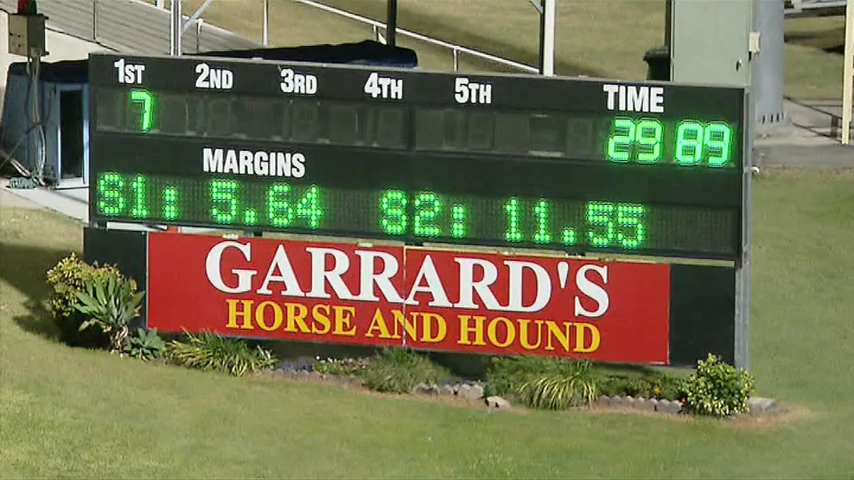 1ST 2ND 3RD 4TH 5TH TIME
7 29 89
MARGINS
S1: 5.64 S2: 11.55
GARRARD'S
HORSE AND HOUND